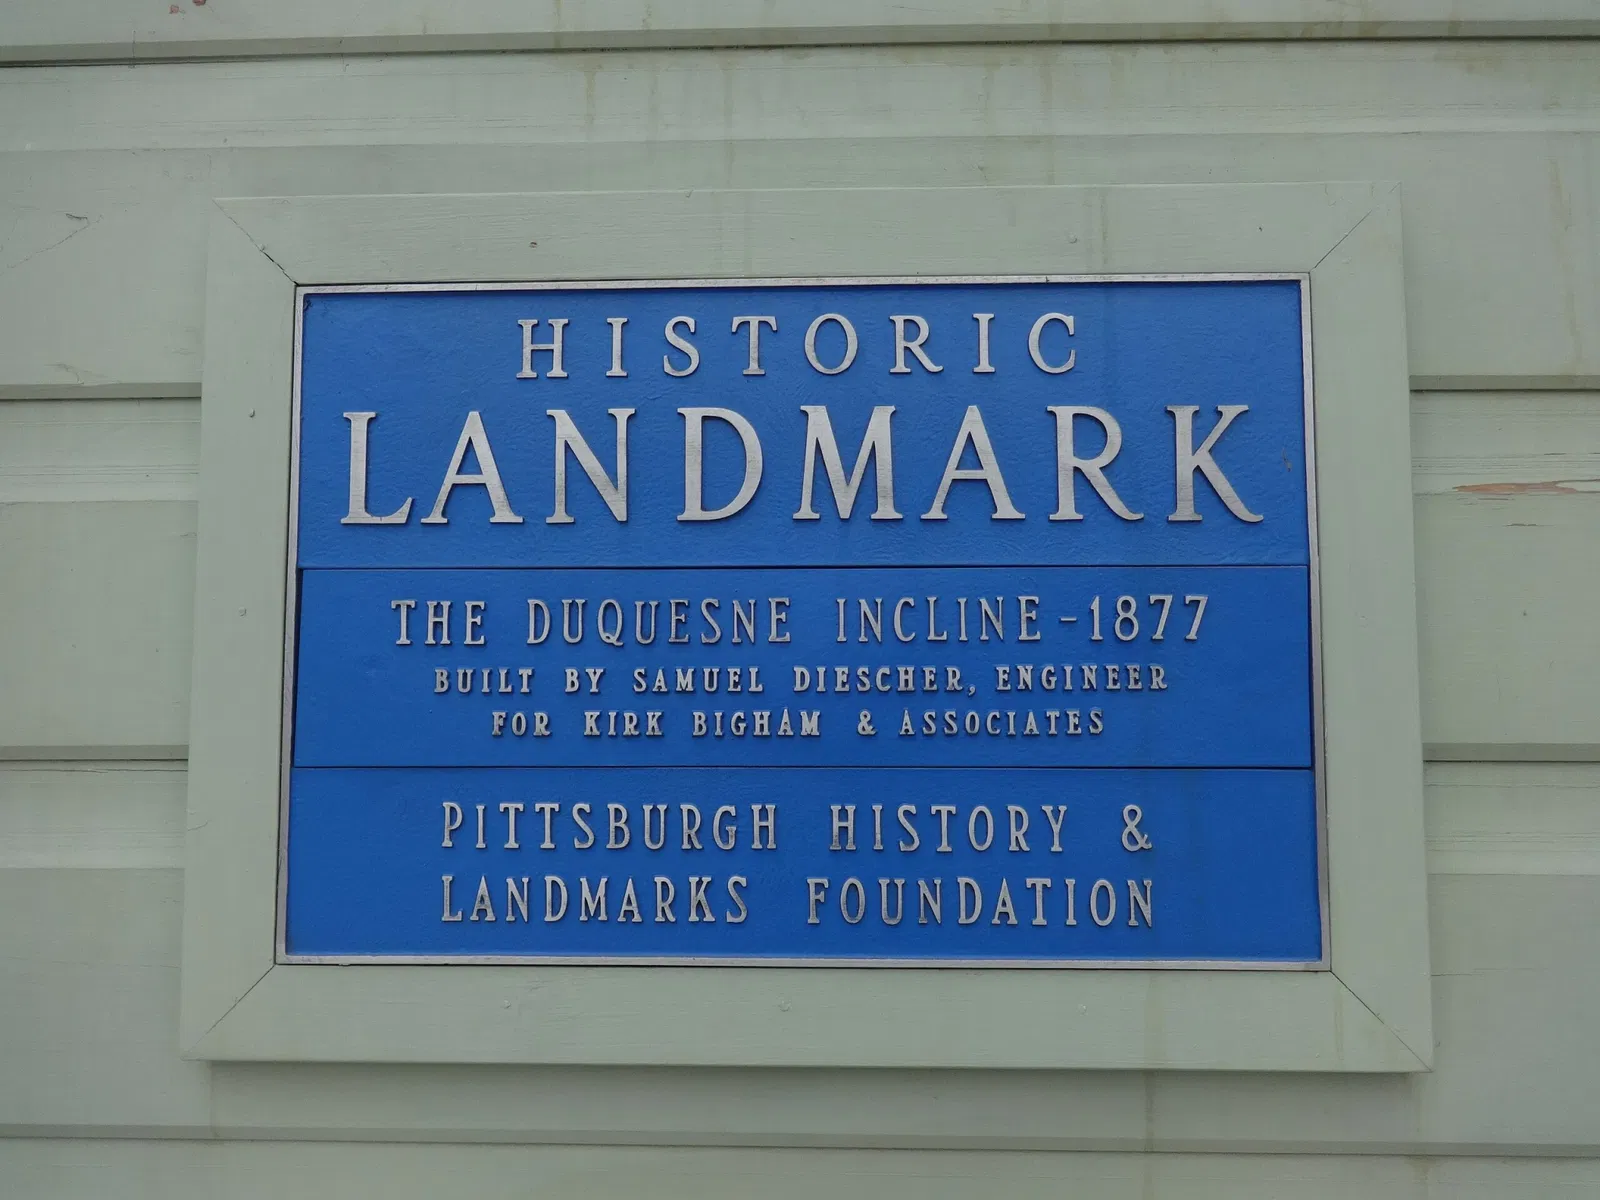 HISTORIC
LANDMARK
THE DUQUESNE INCLINE - 1877
BUILT BY SAMUEL DIESCHER, ENGINEER
FOR KIRK BIGHAM & ASSOCIATES
PITTSBURGH HISTORY &
LANDMARKS FOUNDATION